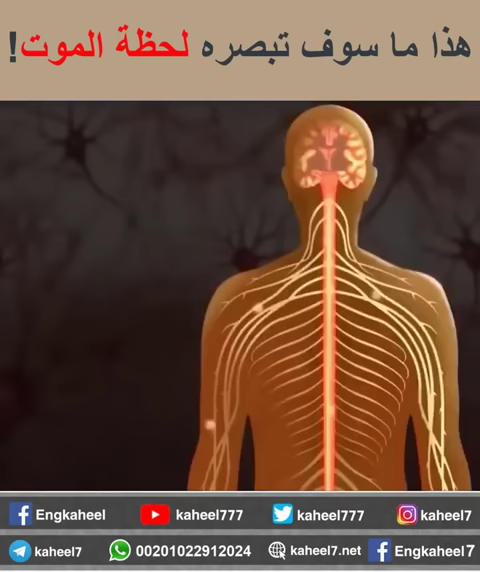 هذا ما سوف تبصره لحظة الموت!
Engkaheel kaheel777 kaheel777 kaheel7
kaheel7 00201022912024 kaheel7.net Engkaheel7